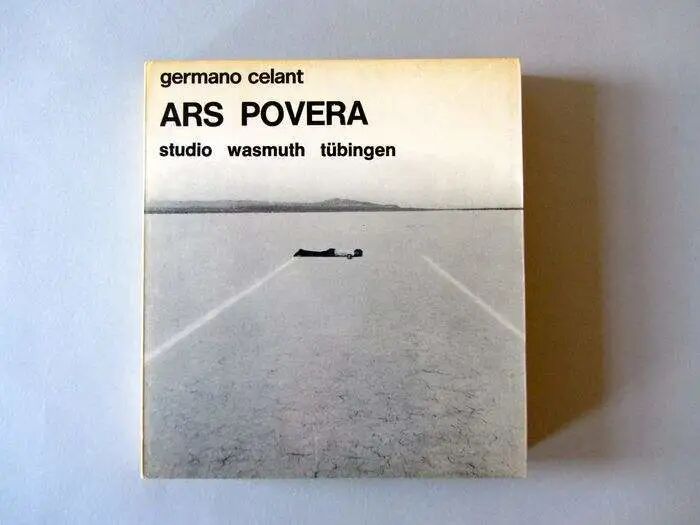 germano celant
ARS POVERA
studio wasmuth tübingen